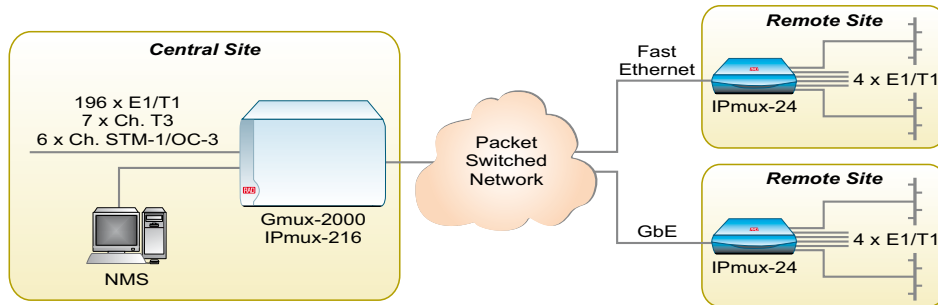 Central Site
196 x E1/T1
7 x Ch. T3
6 x Ch. STM-1/OC-3
RAD
Gmux-2000
IPmux-216
NMS
Packet
Switched
Network
Fast
Ethernet
GbE
Remote Site
4 x E1/T1
IPmux-24
Remote Site
4 x E1/T1
IPmux-24